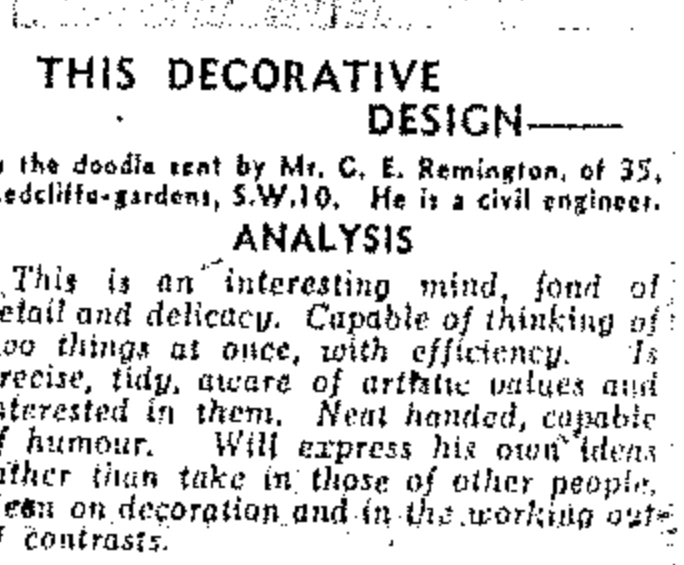 THIS DECORATIVE
DESIGN——
the doodle sent by Mr. C. E. Remington, of 35,
edcliffe-gardens, S.W.10. He is a civil engineer.
ANALYSIS
This is an interesting mind, fond of
etail and delicacy. Capable of thinking of
wo things at once, with efficiency. Is
recise, tidy, aware of artistic values and
nterested in them. Neat handed, capable
f humour. Will express his own ideas
ather than take in those of other people.
een on decoration and in the working out
f contrasts.